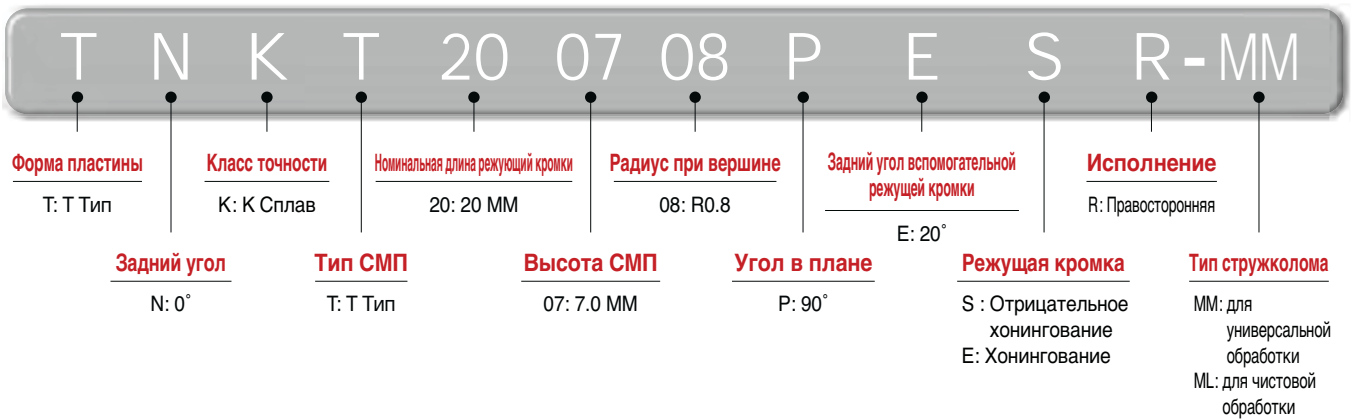 T N K T 20 07 08 P E S R-MM
Форма пластины
T: T Тип
Класс точности
K: K Сплав
Номинальная длина режующий кромки
20: 20 MM
Радиус при вершине
08: R0.8
Задний угол вспомогательной
режущей кромки
E: 20˚
Исполнение
R: Правосторонняя
Задний угол
N: 0˚
Тип СМП
T: T Тип
Высота СМП
07: 7.0 MM
Угол в плане
P: 90˚
Режущая кромка
S : Отрицательное
хонингование
E: Хонингование
Тип стружколома
MM: для
универсальной
обработки
ML: для чистовой
обработки